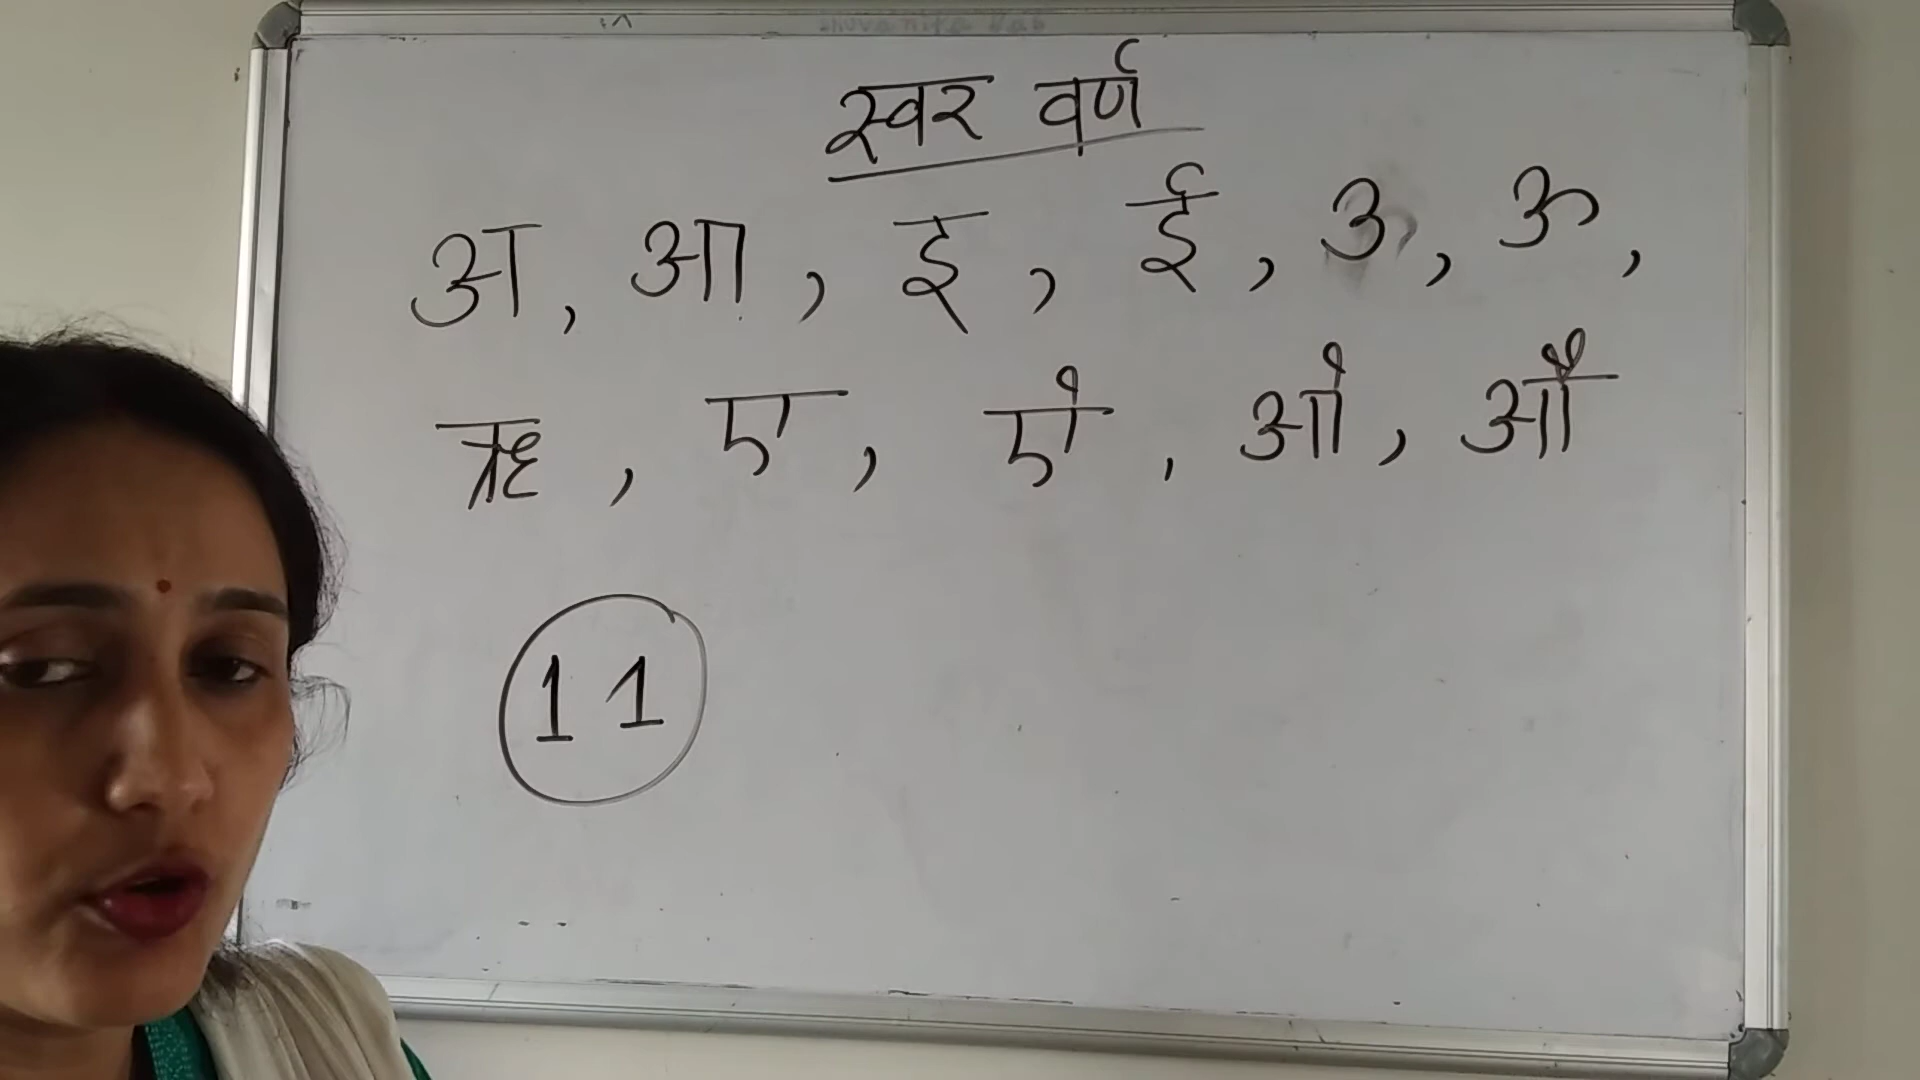 स्वर वर्ण
अ, आ, इ, ई, उ, ऊ,
ऋ, ए, ऐ, ओ, औ
11